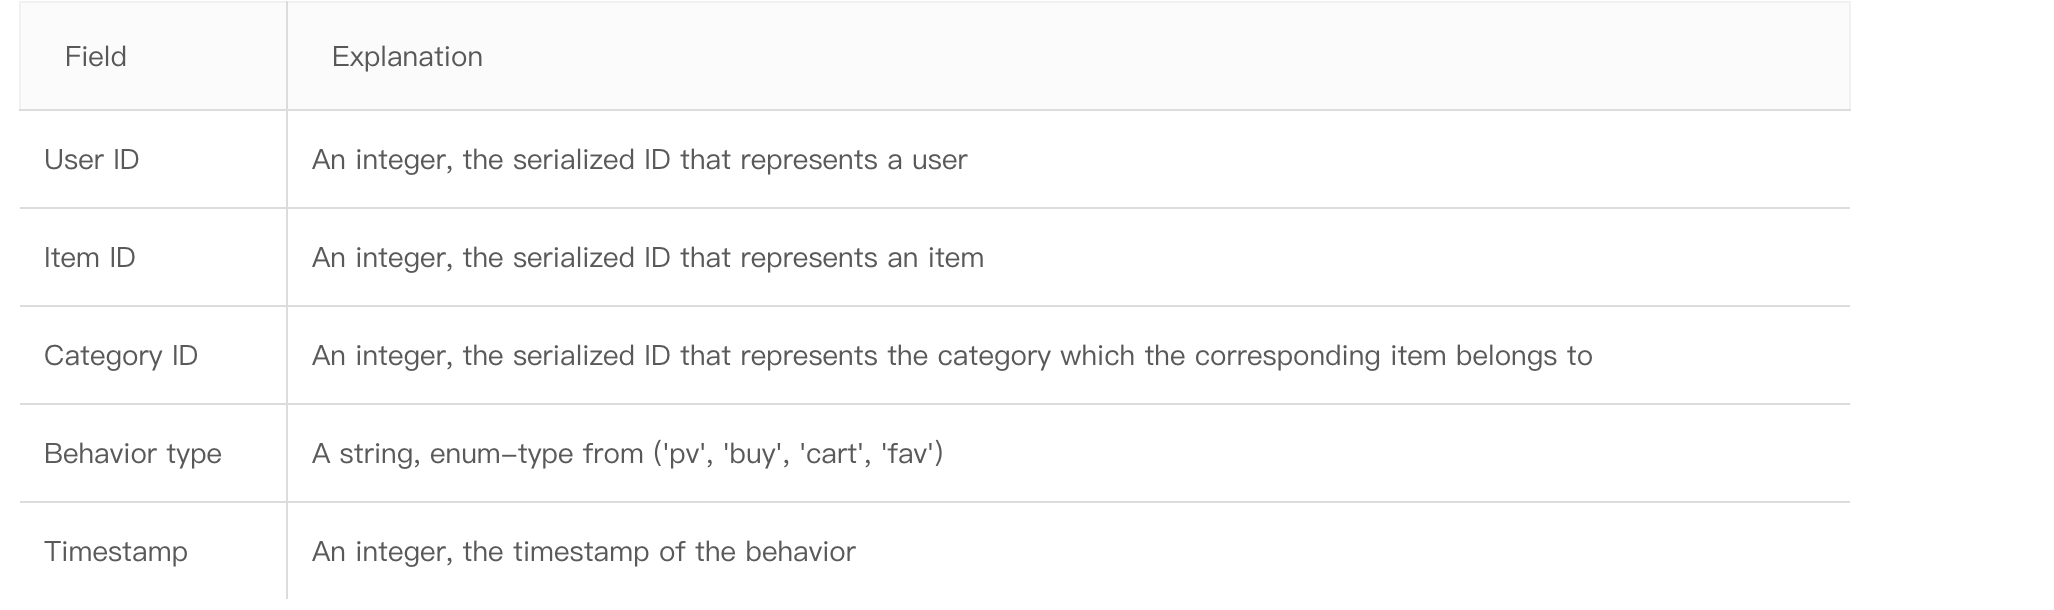 Field Explanation
User ID An integer, the serialized ID that represents a user
Item ID An integer, the serialized ID that represents an item
Category ID An integer, the serialized ID that represents the category which the corresponding item belongs to
Behavior type A string, enum-type from ('pv', 'buy', 'cart', 'fav')
Timestamp An integer, the timestamp of the behavior